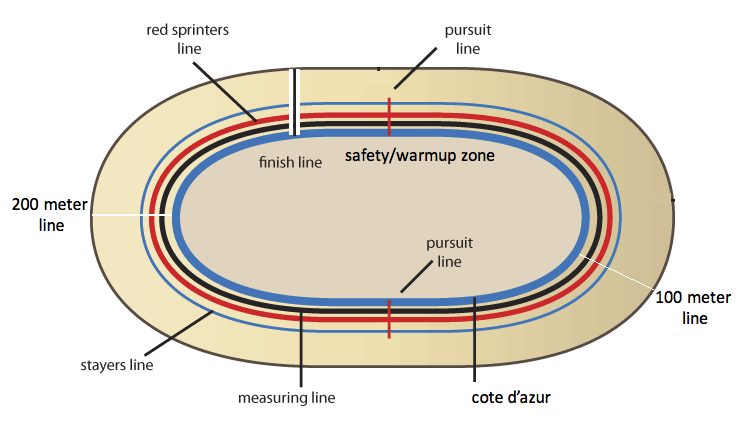 red sprinters
line
pursuit
line
finish line
safety/warmup zone
200 meter
line
pursuit
line
100 meter
line
stayers line
measuring line
cote d’azur